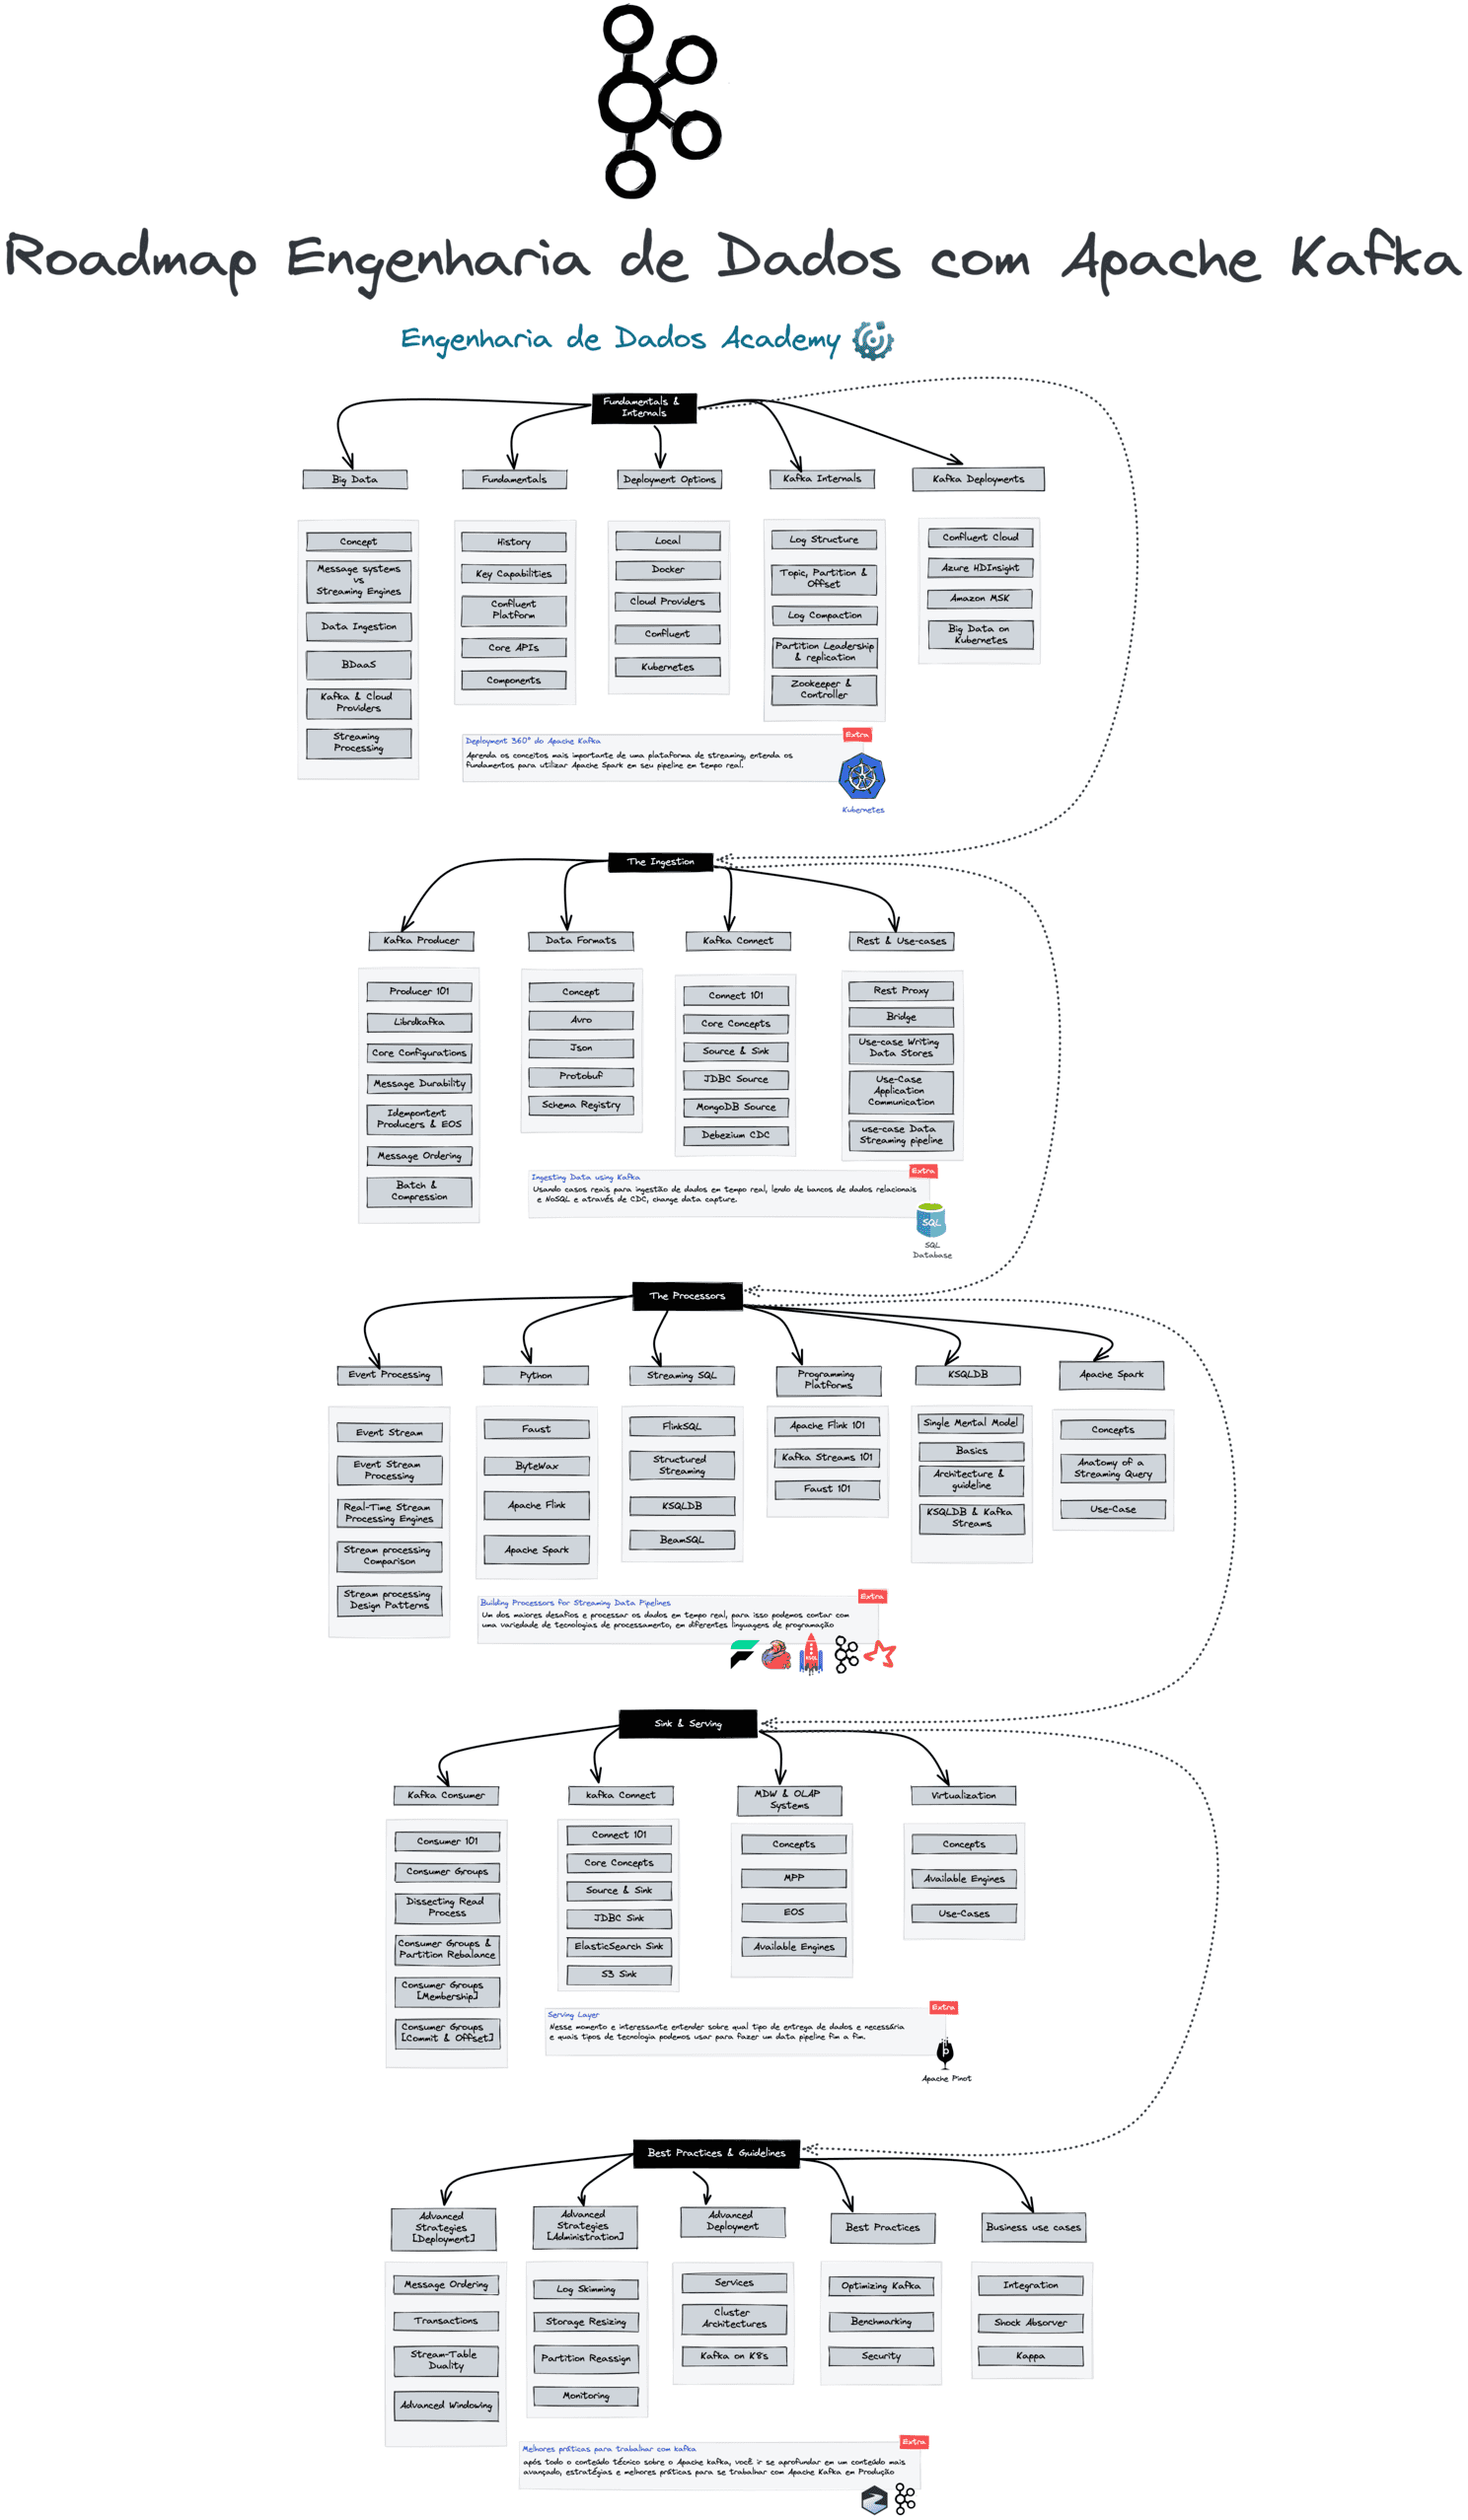 Roadmap Engenharia de Dados com Apache Kafka
Engenharia de Dados Academy
Fundamentals &
Internals
Big Data
Fundamentals
Deployment Options
Kafka Internals
Kafka Deployments
Concept
Message systems
vs
Streaming Engines
Data Ingestion
BDaaS
Kafka & Cloud
Providers
Streaming
Processing
History
Key Capabilities
Confluent
Platform
Core APIs
Components
Local
Docker
Cloud Providers
Confluent
Kubernetes
Log Structure
Topic, Partition &
Offset
Log Compaction
Partition Leadership
& replication
Zookeeper &
Controller
Confluent Cloud
Azure HDInsight
Amazon MSK
Big Data on
Kubernetes
Extra
Deployment 360° do Apache Kafka
Aprenda os conceitos mais importante de uma plataforma de streaming, entenda os
fundamentos para utilizar Apache Spark em seu pipeline em tempo real.
Kubernetes
The Ingestion
Kafka Producer
Data Formats
Kafka Connect
Rest & Use-cases
Producer 101
Librdkafka
Core Configurations
Message Durability
Idempontent
Producers & EOS
Message Ordering
Batch &
Compression
Concept
Avro
Json
Protobuf
Schema Registry
Connect 101
Core Concepts
Source & Sink
JDBC Source
MongoDB Source
Debezium CDC
Rest Proxy
Bridge
Use-case Writing
Data Stores
Use-Case
Application
Communication
use-case Data
Streaming pipeline
Extra
Ingesting Data using Kafka
Usando casos reais para ingestão de dados em tempo real, lendo de bancos de dados relacionais
e NoSQL e através de CDC, change data capture.
SQL
SQL
Database
The Processors
Event Processing
Python
Streaming SQL
Programming
Platforms
KSQLDB
Apache Spark
Event Stream
Event Stream
Processing
Real-Time Stream
Processing Engines
Stream processing
Comparison
Stream processing
Design Patterns
Faust
ByteWax
Apache Flink
Apache Spark
FlinkSQL
Structured
Streaming
KSQLDB
BeamSQL
Apache Flink 101
Kafka Streams 101
Faust 101
Single Mental Model
Basics
Architecture &
guideline
KSQLDB & Kafka
Streams
Concepts
Anatomy of a
Streaming Query
Use-Case
Extra
Building Processors for Streaming Data Pipelines
Um dos maiores desafios e processar os dados em tempo real, para isso podemos contar com
uma variedade de tecnologias de processamento, em diferentes linguagens de programação
KSQL
Sink & Serving
Kafka Consumer
kafka Connect
MDW & OLAP
Systems
Virtualization
Consumer 101
Consumer Groups
Dissecting Read
Process
Consumer Groups &
Partition Rebalance
Consumer Groups
[Membership]
Consumer Groups
[Commit & Offset]
Connect 101
Core Concepts
Source & Sink
JDBC Sink
ElasticSearch Sink
S3 Sink
Concepts
MPP
EOS
Available Engines
Concepts
Available Engines
Use-Cases
Extra
Serving Layer
Nesse momento e interessante entender sobre qual tipo de entrega de dados e necessária
e quais tipos de tecnologia podemos usar para fazer um data pipeline fim a fim.
Apache Pinot
Best Practices & Guidelines
Advanced
Strategies
[Deployment]
Advanced
Strategies
[Administration]
Advanced
Deployment
Best Practices
Business use cases
Message Ordering
Transactions
Stream-Table
Duality
Advanced Windowing
Log Skimming
Storage Resizing
Partition Reassign
Monitoring
Services
Cluster
Architectures
Kafka on K8s
Optimizing Kafka
Benchmarking
Security
Integration
Shock Absorver
Kappa
Extra
Melhores práticas para trabalhar com kafka
após todo o conteúdo técnico sobre o Apache kafka, você ir se aprofundar em um conteúdo mais
avançado, estratégias e melhores práticas para se trabalhar com Apache Kafka em Produção